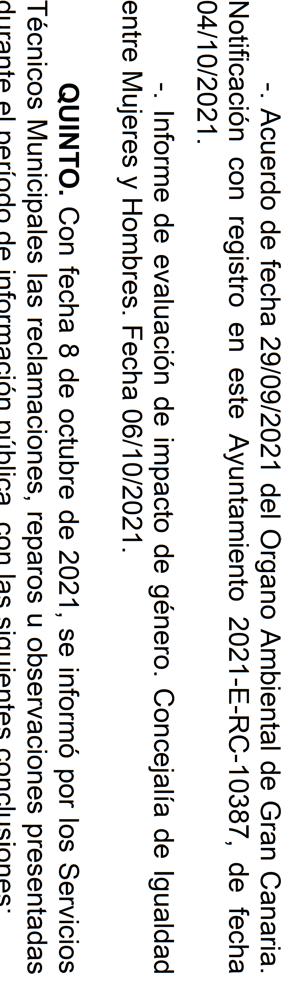 -. Acuerdo de fecha 29/09/2021 del Órgano Ambiental de Gran Canaria.
Notificación con registro en este Ayuntamiento 2021-E-RC-10387, de fecha
04/10/2021.
-. Informe de evaluación de impacto de género. Concejalía de Igualdad
entre Mujeres y Hombres. Fecha 06/10/2021.
QUINTO. Con fecha 8 de octubre de 2021, se informó por los Servicios
Técnicos Municipales las reclamaciones, reparos u observaciones presentadas
durante el período de información pública, con las siguientes conclusiones: